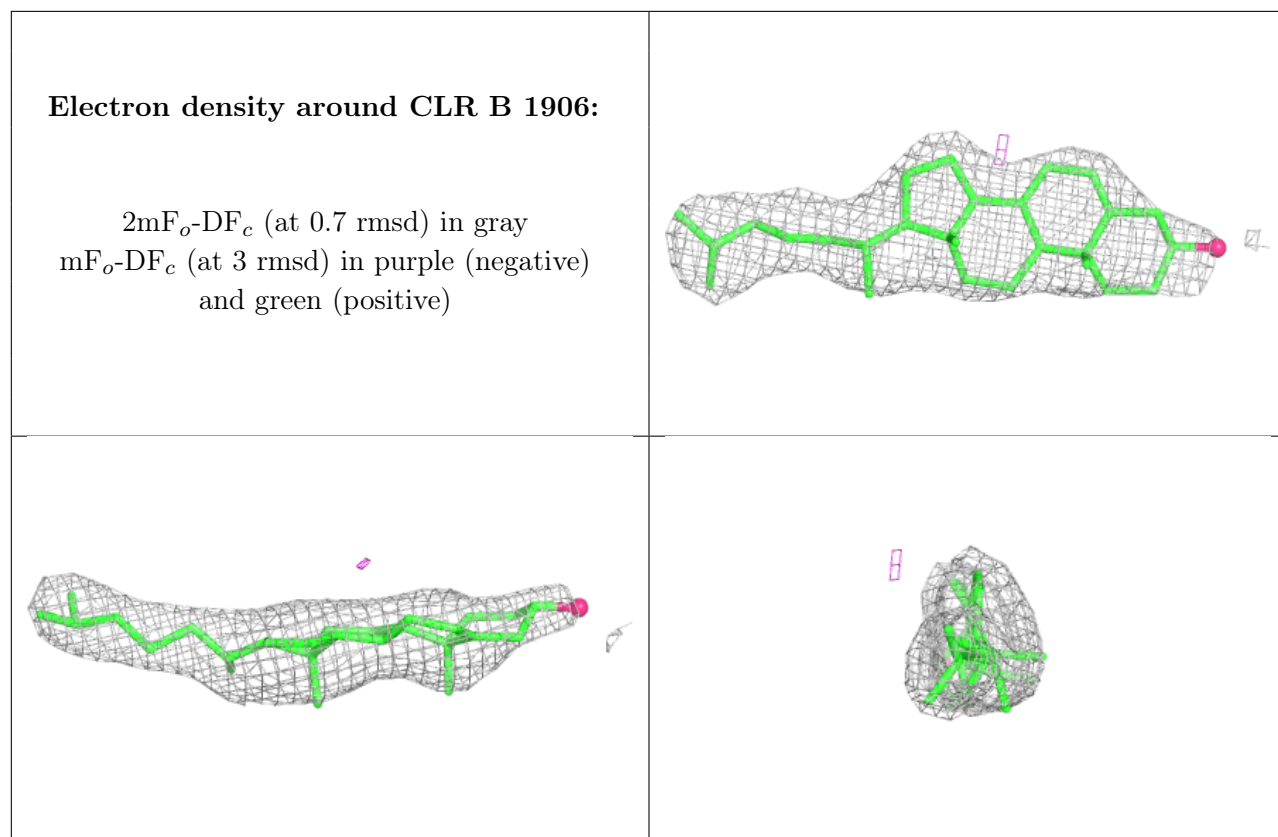 Electron density around CLR B 1906:
2mFₒ-DF𝒸 (at 0.7 rmsd) in gray
mFₒ-DF𝒸 (at 3 rmsd) in purple (negative)
and green (positive)